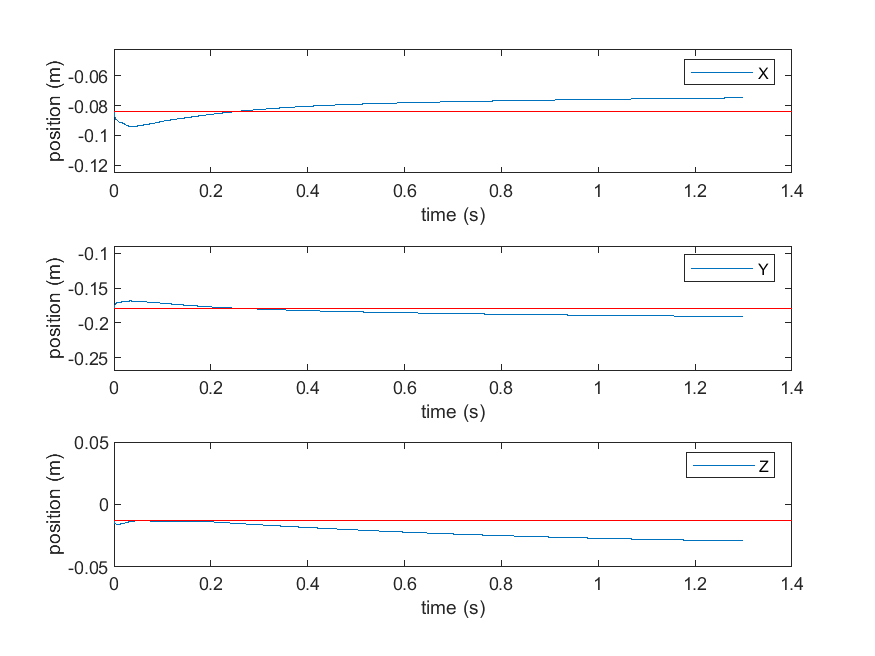 position (m)
-0.06
-0.08
-0.1
-0.12
X
0 0.2 0.4 0.6 0.8 1 1.2 1.4
time (s)
position (m)
-0.1
-0.15
-0.2
-0.25
Y
0 0.2 0.4 0.6 0.8 1 1.2 1.4
time (s)
position (m)
0.05
0
-0.05
Z
0 0.2 0.4 0.6 0.8 1 1.2 1.4
time (s)